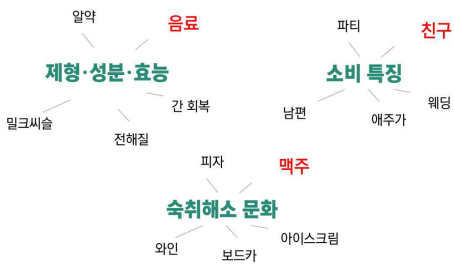 알약
음료
제형·성분·효능
밀크씨슬
전해질
간 회복
파티
친구
소비 특징
남편
애주가
웨딩
피자
맥주
숙취해소 문화
와인
보드카
아이스크림